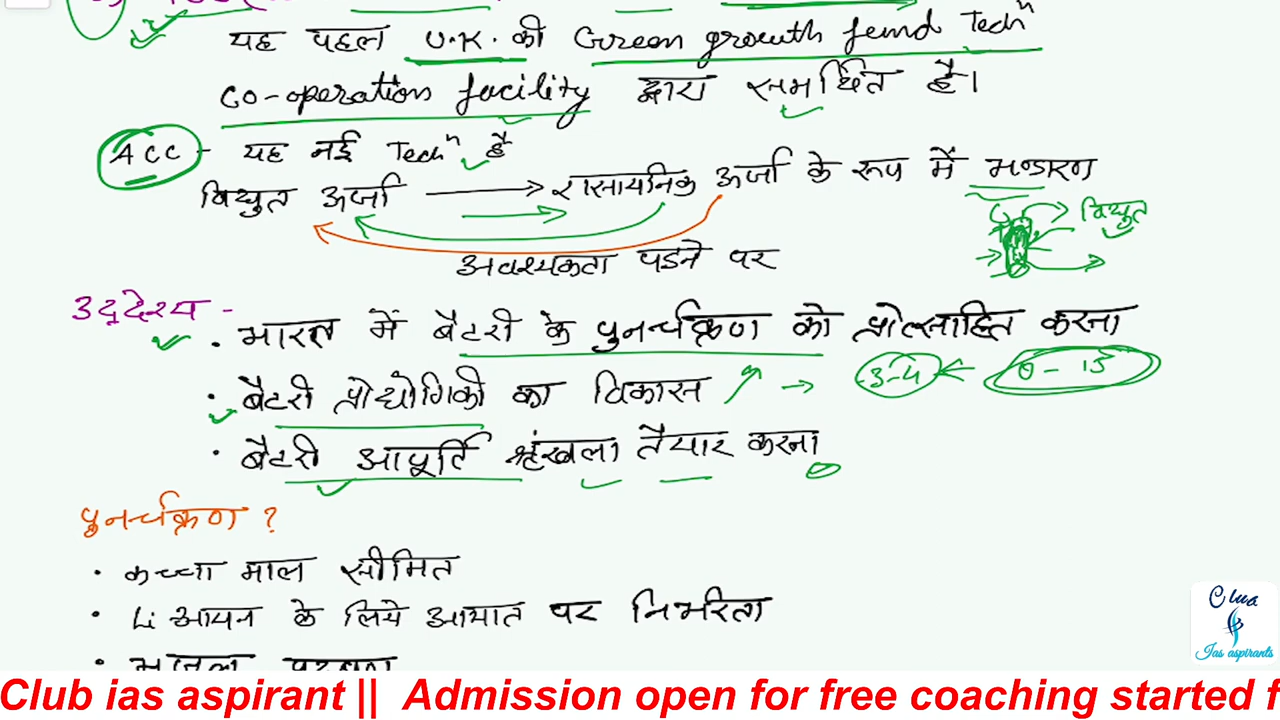 यह पहल U.K. की Green growth fund Techⁿ
co-operation facility द्वारा समर्थित है।
ACC - यह नई Techⁿ है
विद्युत ऊर्जा → रासायनिक ऊर्जा के रूप में भण्डारण
विद्युत
अवश्यकता पडने पर
उद्देश्य -
• भारत में बैटरी के पुनर्चक्रण को प्रोत्साहित करना
• बैटरी प्रोद्योगिकी का विकास → 3-4 ← 0-15
• बैटरी आपूर्ति श्रृंखला तैयार करना
पुनर्चक्रण ?
• कच्चा माल सीमित
• Li आयन के लिये आयात पर निर्भरता
Club
Ias aspirants
Club ias aspirant || Admission open for free coaching started f